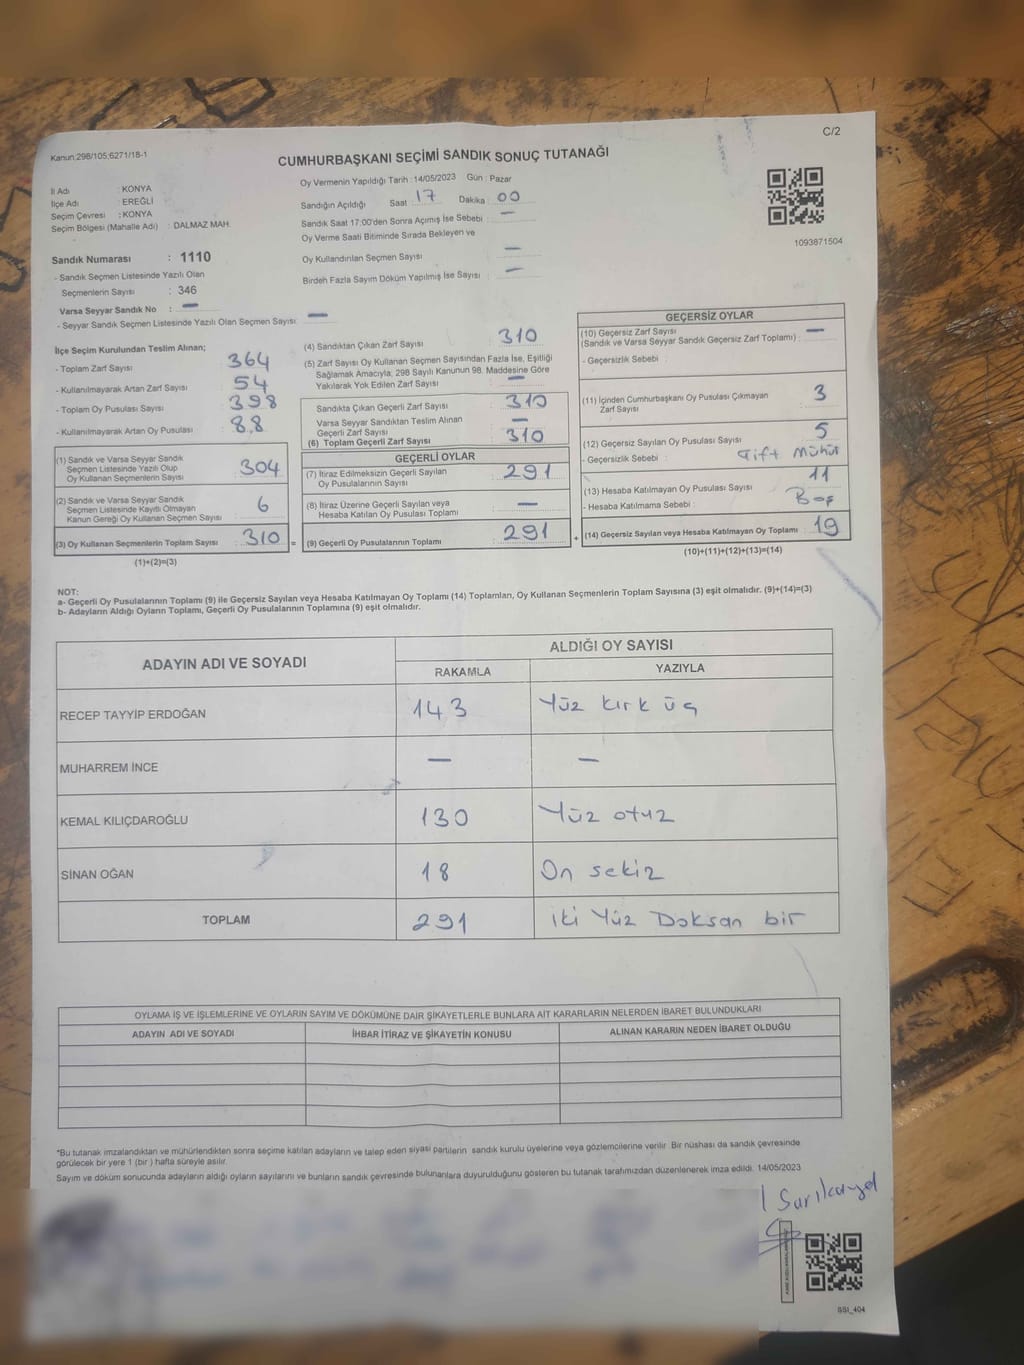 C/2
Kanun:298/105;6271/18-1
CUMHURBAŞKANI SEÇİMİ SANDIK SONUÇ TUTANAĞI
İl Adı : KONYA
İlçe Adı : EREĞLİ
Seçim Çevresi : KONYA
Seçim Bölgesi (Mahalle Adı) : DALMAZ MAH.
Sandık Numarası : 1110
- Sandık Seçmen Listesinde Yazılı Olan
Seçmenlerin Sayısı : 346
Varsa Seyyar Sandık No : —
- Seyyar Sandık Seçmen Listesinde Yazılı Olan Seçmen Sayısı: —
Oy Vermenin Yapıldığı Tarih : 14/05/2023 Gün : Pazar
Sandığın Açıldığı Saat : 17 Dakika : 00
Sandık Saat 17:00'den Sonra Açımış İse Sebebi : —
Oy Verme Saati Bitiminde Sırada Bekleyen ve
Oy Kullandırılan Seçmen Sayısı : —
Birden Fazla Sayım Döküm Yapılmış İse Sayısı : —
1093871504
İlçe Seçim Kurulundan Teslim Alınan;
- Toplam Zarf Sayısı : 364
- Kullanılmayarak Artan Zarf Sayısı : 54
- Toplam Oy Pusulası Sayısı : 398
- Kullanılmayarak Artan Oy Pusulası : 88
(1) Sandık ve Varsa Seyyar Sandık
Seçmen Listesinde Yazılı Olup
Oy Kullanan Seçmenlerin Sayısı : 304
(2) Sandık ve Varsa Seyyar Sandık
Seçmen Listesinde Kayıtlı Olmayan
Kanun Gereği Oy Kullanan Seçmen Sayısı : 6
(3) Oy Kullanan Seçmenlerin Toplam Sayısı : 310 =
(1)+(2)=(3)
(4) Sandıktan Çıkan Zarf Sayısı : 310
(5) Zarf Sayısı Oy Kullanan Seçmen Sayısından Fazla İse, Eşitliği
Sağlamak Amacıyla, 298 Sayılı Kanunun 98. Maddesine Göre
Yakılarak Yok Edilen Zarf Sayısı : —
Sandıkta Çıkan Geçerli Zarf Sayısı : 310
Varsa Seyyar Sandıktan Teslim Alınan
Geçerli Zarf Sayısı : —
(6) Toplam Geçerli Zarf Sayısı : 310
GEÇERLİ OYLAR
(7) İtiraz Edilmeksizin Geçerli Sayılan
Oy Pusulalarının Sayısı : 291
(8) İtiraz Üzerine Geçerli Sayılan veya
Hesaba Katılan Oy Pusulası Toplamı : —
(9) Geçerli Oy Pusulalarının Toplamı : 291 +
GEÇERSİZ OYLAR
(10) Geçersiz Zarf Sayısı
(Sandık ve Varsa Seyyar Sandık Geçersiz Zarf Toplamı) : —
- Geçersizlik Sebebi :
(11) İçinden Cumhurbaşkanı Oy Pusulası Çıkmayan
Zarf Sayısı : 3
(12) Geçersiz Sayılan Oy Pusulası Sayısı : 5
- Geçersizlik Sebebi : Çift Mühür
(13) Hesaba Katılmayan Oy Pusulası Sayısı : 11
- Hesaba Katılmama Sebebi : Boş
(14) Geçersiz Sayılan veya Hesaba Katılmayan Oy Toplamı : 19
(10)+(11)+(12)+(13)=(14)
NOT:
a- Geçerli Oy Pusulalarının Toplamı (9) ile Geçersiz Sayılan veya Hesaba Katılmayan Oy Toplamı (14) Toplamları, Oy Kullanan Seçmenlerin Toplam Sayısına (3) eşit olmalıdır. (9)+(14)=(3)
b- Adayların Aldığı Oyların Toplamı, Geçerli Oy Pusulalarının Toplamına (9) eşit olmalıdır.
ADAYIN ADI VE SOYADI
ALDIĞI OY SAYISI
RAKAMLA YAZIYLA
RECEP TAYYİP ERDOĞAN 143 Yüz kırk üç
MUHARREM İNCE — —
KEMAL KILIÇDAROĞLU 130 Yüz otuz
SİNAN OĞAN 18 On sekiz
TOPLAM 291 iki Yüz Doksan bir
OYLAMA İŞ VE İŞLEMLERİNE VE OYLARIN SAYIM VE DÖKÜMÜNE DAİR ŞİKAYETLERLE BUNLARA AİT KARARLARIN NELERDEN İBARET BULUNDUKLARI
ADAYIN ADI VE SOYADI İHBAR İTİRAZ VE ŞİKAYETİN KONUSU ALINAN KARARIN NEDEN İBARET OLDUĞU
*Bu tutanak imzalandıktan ve mühürlendikten sonra seçime katılan adayların ve talep eden siyasi partilerin sandık kurulu üyelerine veya gözlemcilerine verilir. Bir nüshası da sandık çevresinde
görülecek bir yere 1 (bir) hafta süreyle asılır.
Sayım ve döküm sonucunda adayların aldığı oyların sayılarını ve bunların sandık çevresinde bulunanlara duyurulduğunu gösteren bu tutanak tarafımızdan düzenlenerek imza edildi. 14/05/2023
SSI_404